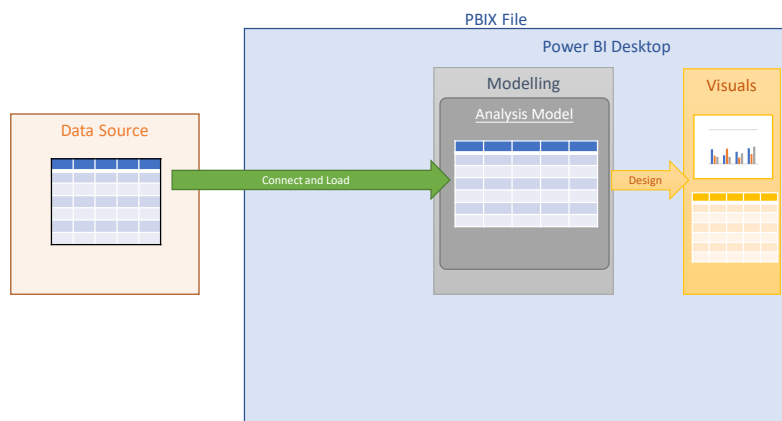 PBIX File
Power BI Desktop
Modelling
Visuals
Analysis Model
Data Source
Connect and Load
Design